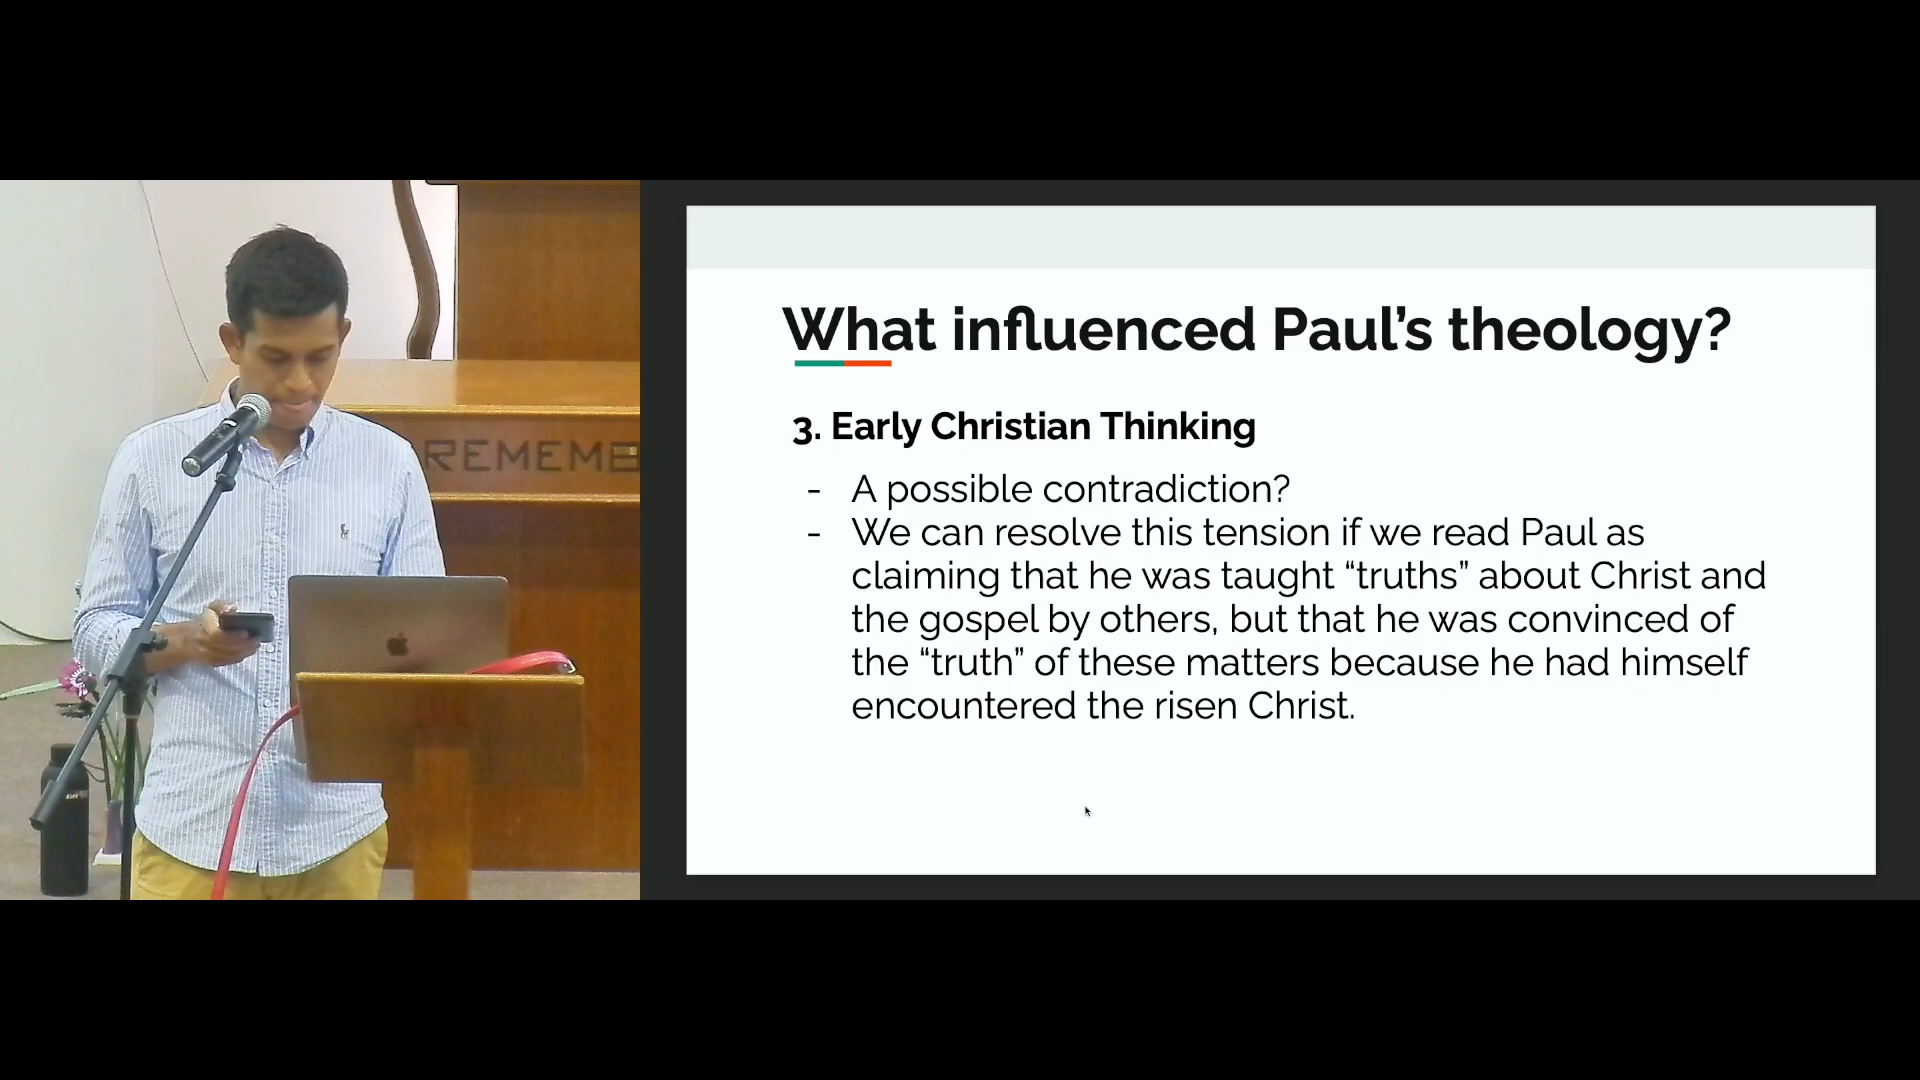 REMEMB
What influenced Paul’s theology?
3. Early Christian Thinking
- A possible contradiction?
- We can resolve this tension if we read Paul as
claiming that he was taught “truths” about Christ and
the gospel by others, but that he was convinced of
the “truth” of these matters because he had himself
encountered the risen Christ.